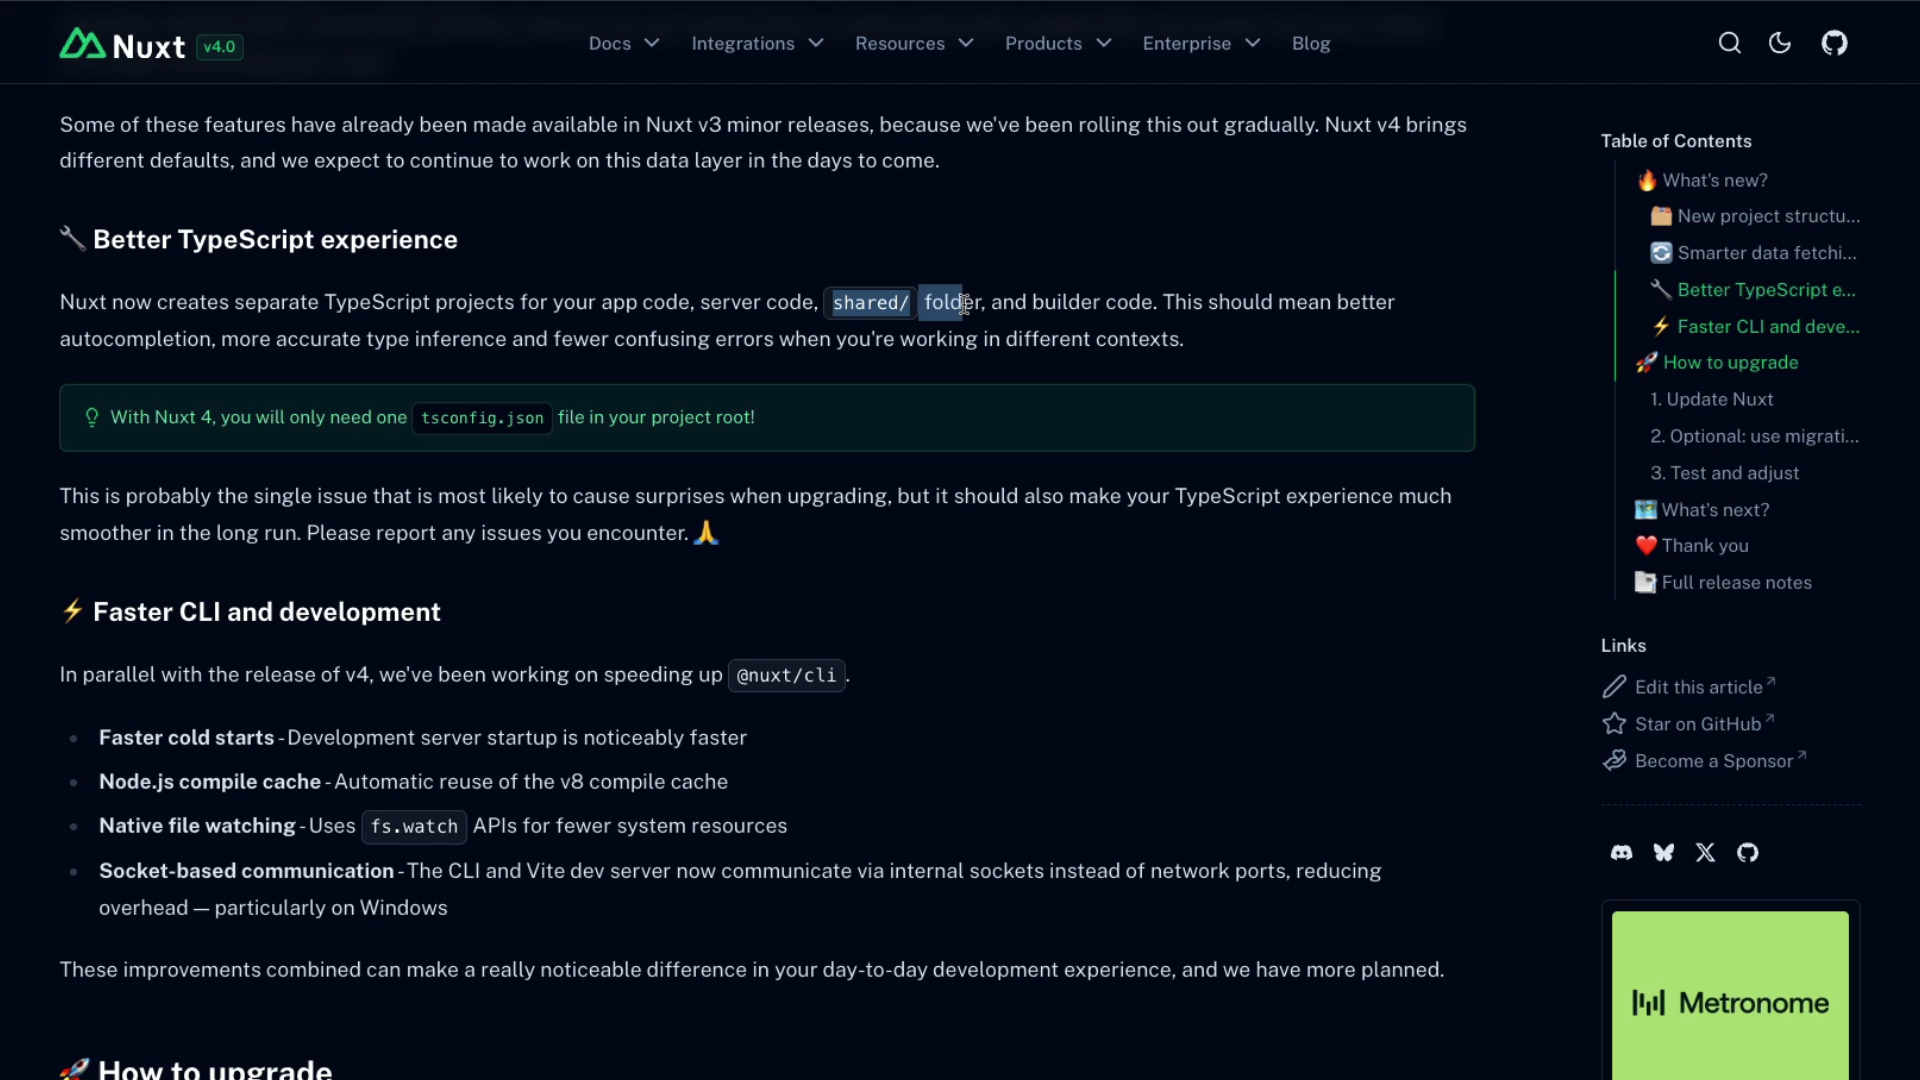 Nuxt v4.0
Docs Integrations Resources Products Enterprise Blog
Some of these features have already been made available in Nuxt v3 minor releases, because we've been rolling this out gradually. Nuxt v4 brings
different defaults, and we expect to continue to work on this data layer in the days to come.
🔧 Better TypeScript experience
Nuxt now creates separate TypeScript projects for your app code, server code, shared/ folder, and builder code. This should mean better
autocompletion, more accurate type inference and fewer confusing errors when you're working in different contexts.
With Nuxt 4, you will only need one tsconfig.json file in your project root!
This is probably the single issue that is most likely to cause surprises when upgrading, but it should also make your TypeScript experience much
smoother in the long run. Please report any issues you encounter. 🙏
⚡ Faster CLI and development
In parallel with the release of v4, we've been working on speeding up @nuxt/cli.
Faster cold starts - Development server startup is noticeably faster
Node.js compile cache - Automatic reuse of the v8 compile cache
Native file watching - Uses fs.watch APIs for fewer system resources
Socket-based communication - The CLI and Vite dev server now communicate via internal sockets instead of network ports, reducing
overhead — particularly on Windows
These improvements combined can make a really noticeable difference in your day-to-day development experience, and we have more planned.
🚀 How to upgrade
Table of Contents
🔥 What's new?
🗂️ New project structu...
🔄 Smarter data fetchi...
🔧 Better TypeScript e...
⚡ Faster CLI and deve...
🚀 How to upgrade
1. Update Nuxt
2. Optional: use migrati...
3. Test and adjust
🗺️ What's next?
❤️ Thank you
📑 Full release notes
Links
Edit this article
Star on GitHub
Become a Sponsor
Metronome